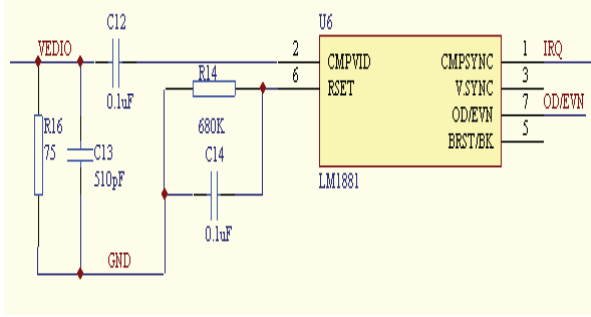 C12
U6
VEDIO
2
CMPVID
CMPSYNC
1
IRQ
6
RSET
V.SYNC
3
R14
OD/EVN
7
OD/EVN
0.1uF
BRST/BK
5
R16
75
680K
C13
C14
510pF
LM1881
0.1uF
GND